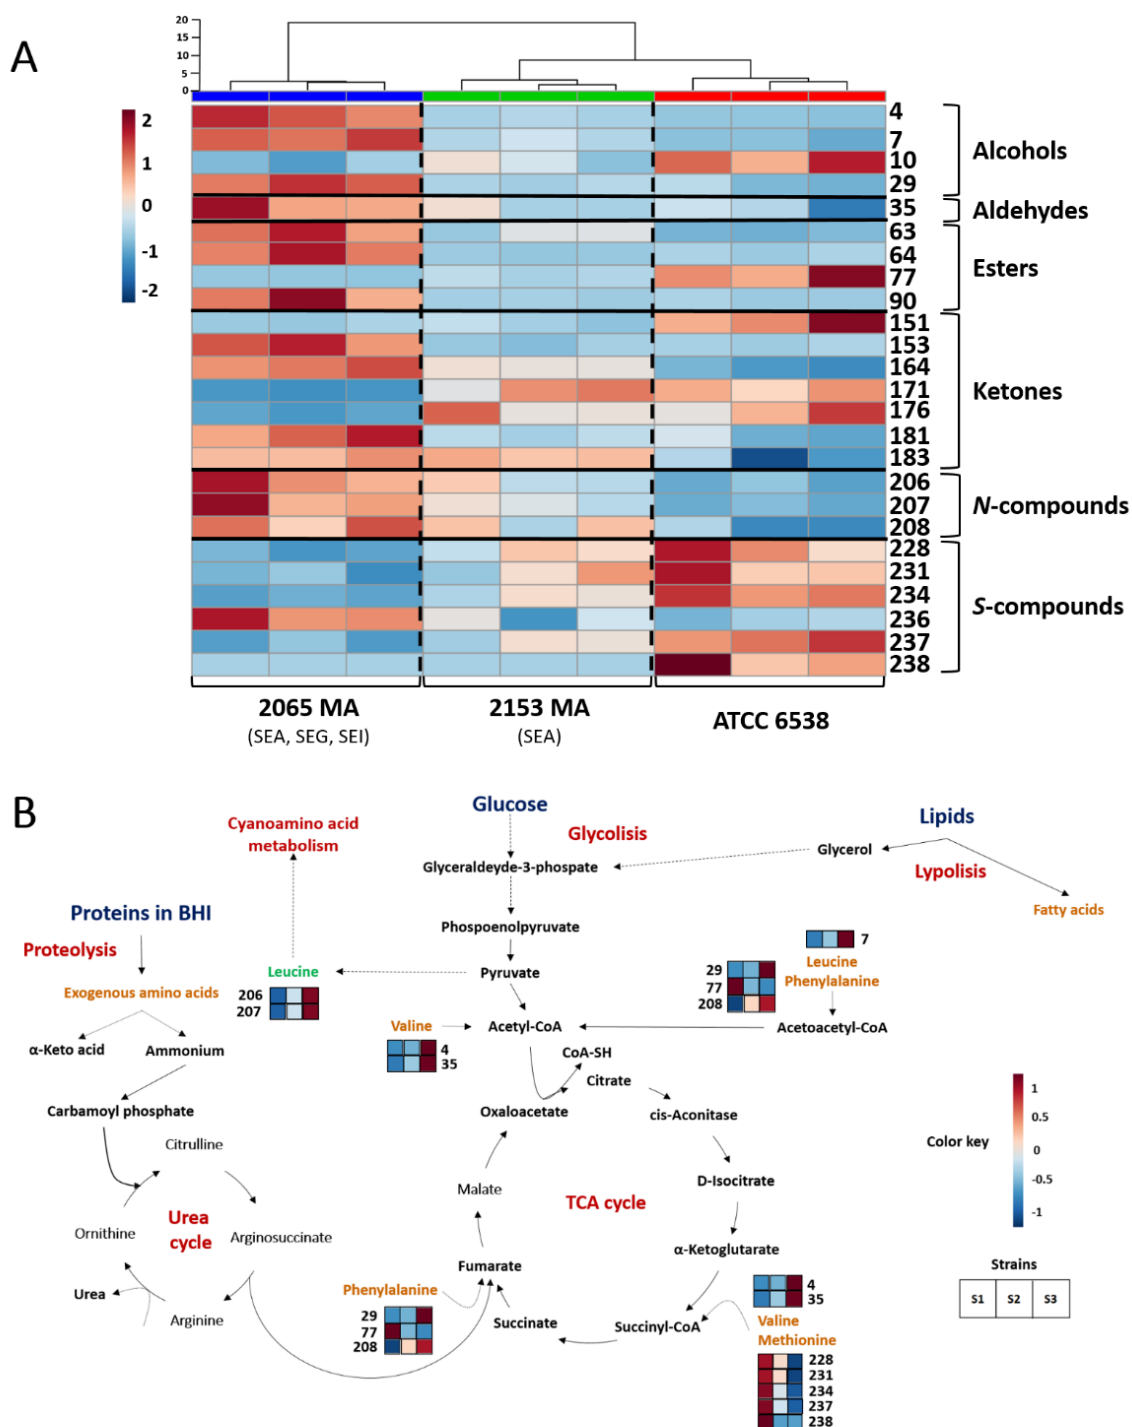 A
20
15
10
5
0
2
1
0
-1
-2
4
7
10
29
Alcohols
35
Aldehydes
63
64
77
90
Esters
151
153
164
171
176
181
183
Ketones
206
207
208
N-compounds
228
231
234
236
237
238
S-compounds
2065 MA
(SEA, SEG, SEI)
2153 MA
(SEA)
ATCC 6538
B
Cyanoamino acid
metabolism
Glucose
Glycolisis
Lipids
Glycerol
Glyceraldeyde-3-phospate
Lypolisis
Fatty acids
Proteins in BHI
Proteolysis
Phospoenolpyruvate
7
Leucine
Pyruvate
29
Leucine
Phenylalanine
Exogenous amino acids
206
207
77
208
Valine
Acetyl-CoA
Acetoacetyl-CoA
α-Keto acid
Ammonium
4
35
CoA-SH
Citrate
Carbamoyl phosphate
Oxaloacetate
cis-Aconitase
Color key
1
0.5
0
-0.5
-1
Citrulline
D-Isocitrate
Malate
TCA cycle
Urea
cycle
Ornithine
Arginosuccinate
α-Ketoglutarate
Fumarate
Strains
S1 S2 S3
Urea
Phenylalanine
4
35
Arginine
29
77
208
Succinate
Succinyl-CoA
Valine
Methionine
228
231
234
237
238